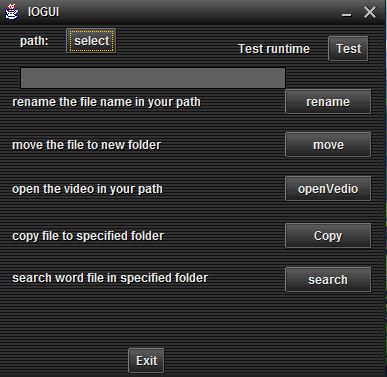 IOGUI
path: select
Test runtime Test
rename the file name in your path rename
move the file to new folder move
open the video in your path openVedio
copy file to specified folder Copy
search word file in specified folder search
Exit